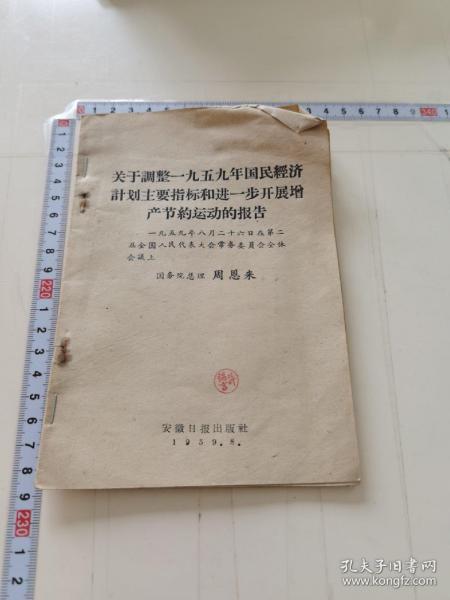 关于調整一九五九年国民經济
計划主要指标和进一步开展增
产节約运动的报告
一九五九年八月二十六日在第二
届全国人民代表大会常务委員会全体
会議上
国务院总理 周恩来
安徽日报出版社
1959.8.
孔夫子旧书网
www.kongfz.com